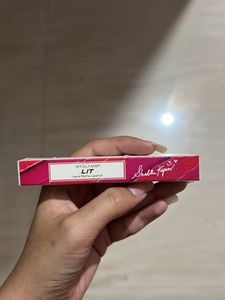 MYGLAMM
LIT
Liquid Matte Lipstick
Shraddha Kapoor